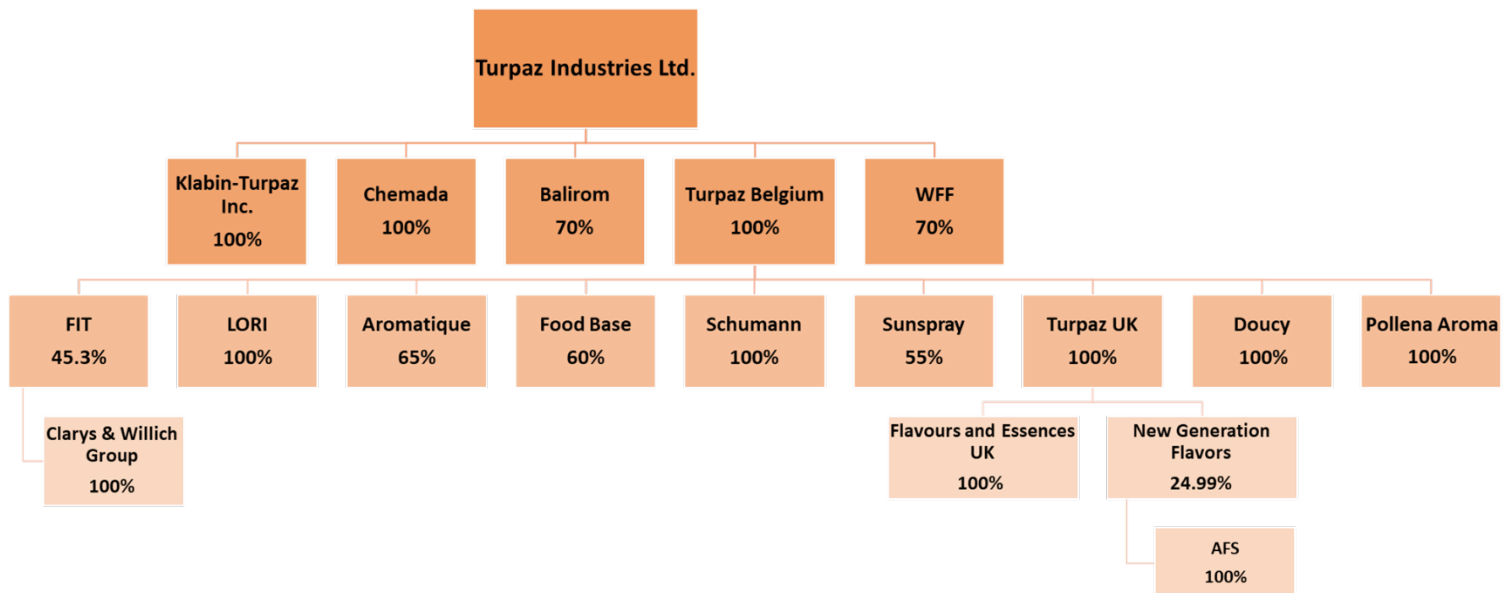 Turpaz Industries Ltd.
Klabin-Turpaz
Inc.
100%
Chemada
100%
Balirom
70%
Turpaz Belgium
100%
WFF
70%
FIT
45.3%
LORI
100%
Aromatique
65%
Food Base
60%
Schumann
100%
Sunspray
55%
Turpaz UK
100%
Doucy
100%
Pollena Aroma
100%
Clarys & Willich
Group
100%
Flavours and Essences
UK
100%
New Generation
Flavors
24.99%
AFS
100%